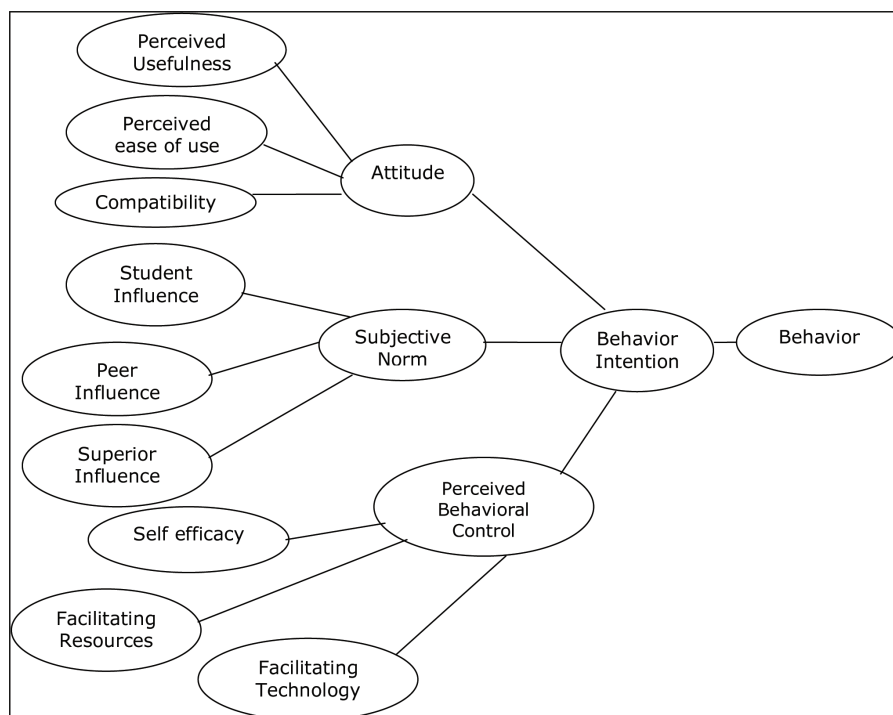 Perceived
Usefulness
Perceived
ease of use
Attitude
Compatibility
Student
Influence
Subjective
Norm
Behavior
Intention
Behavior
Peer
Influence
Superior
Influence
Perceived
Behavioral
Control
Self efficacy
Facilitating
Resources
Facilitating
Technology